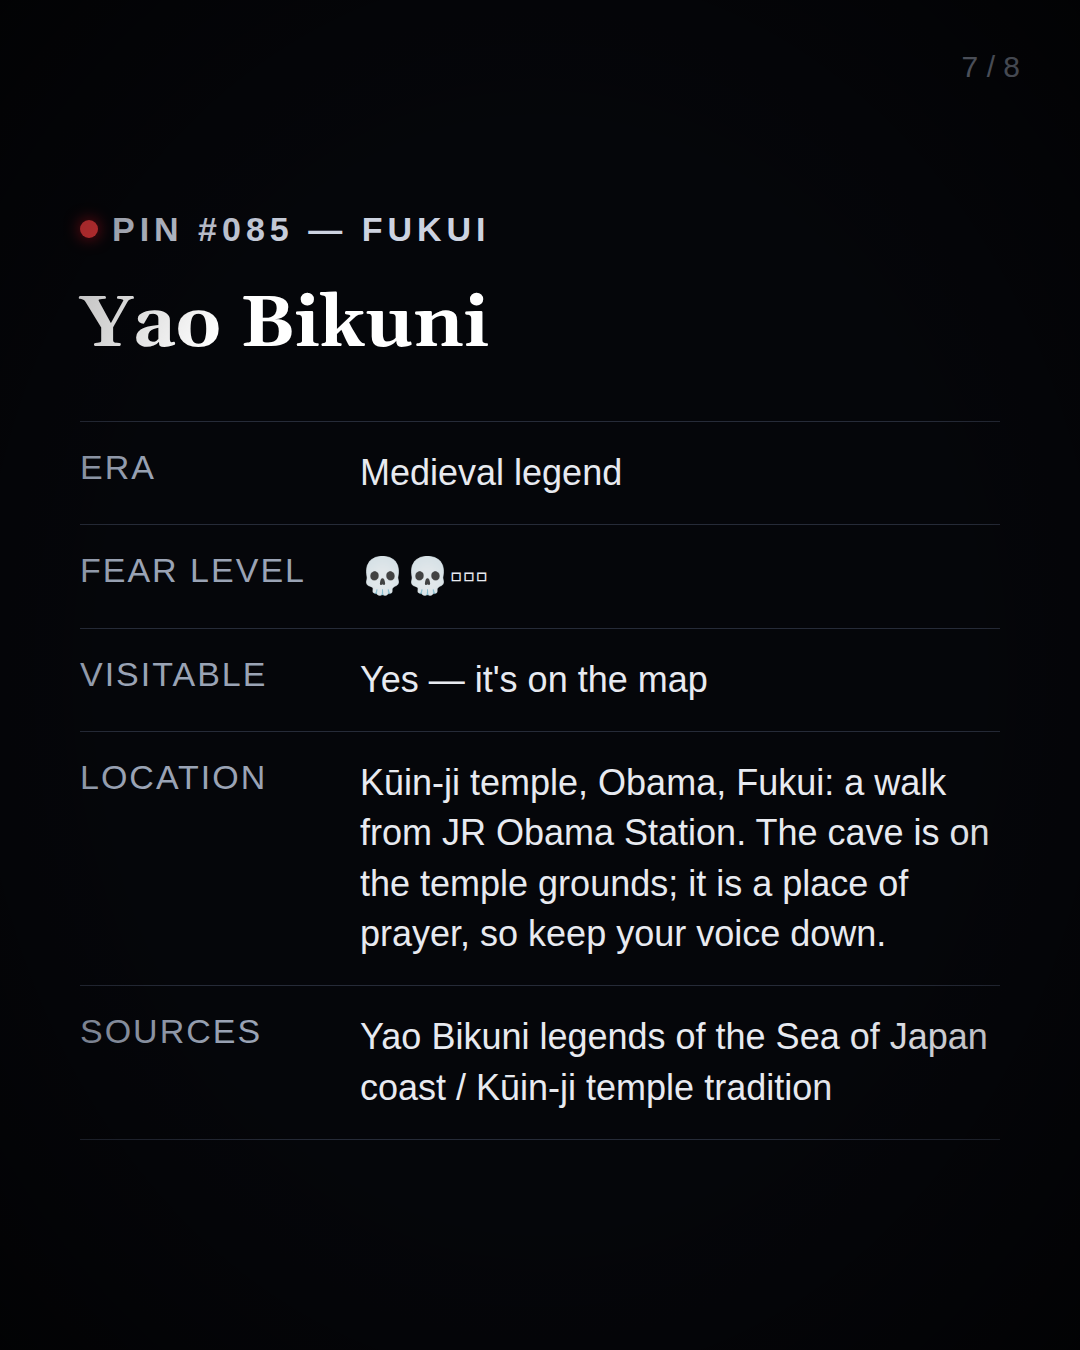 7 / 8
PIN #085 — FUKUI
Yao Bikuni
ERA
Medieval legend
FEAR LEVEL
💀💀▫▫▫
VISITABLE
Yes — it's on the map
LOCATION
Kūin-ji temple, Obama, Fukui: a walk
from JR Obama Station. The cave is on
the temple grounds; it is a place of
prayer, so keep your voice down.
SOURCES
Yao Bikuni legends of the Sea of Japan
coast / Kūin-ji temple tradition